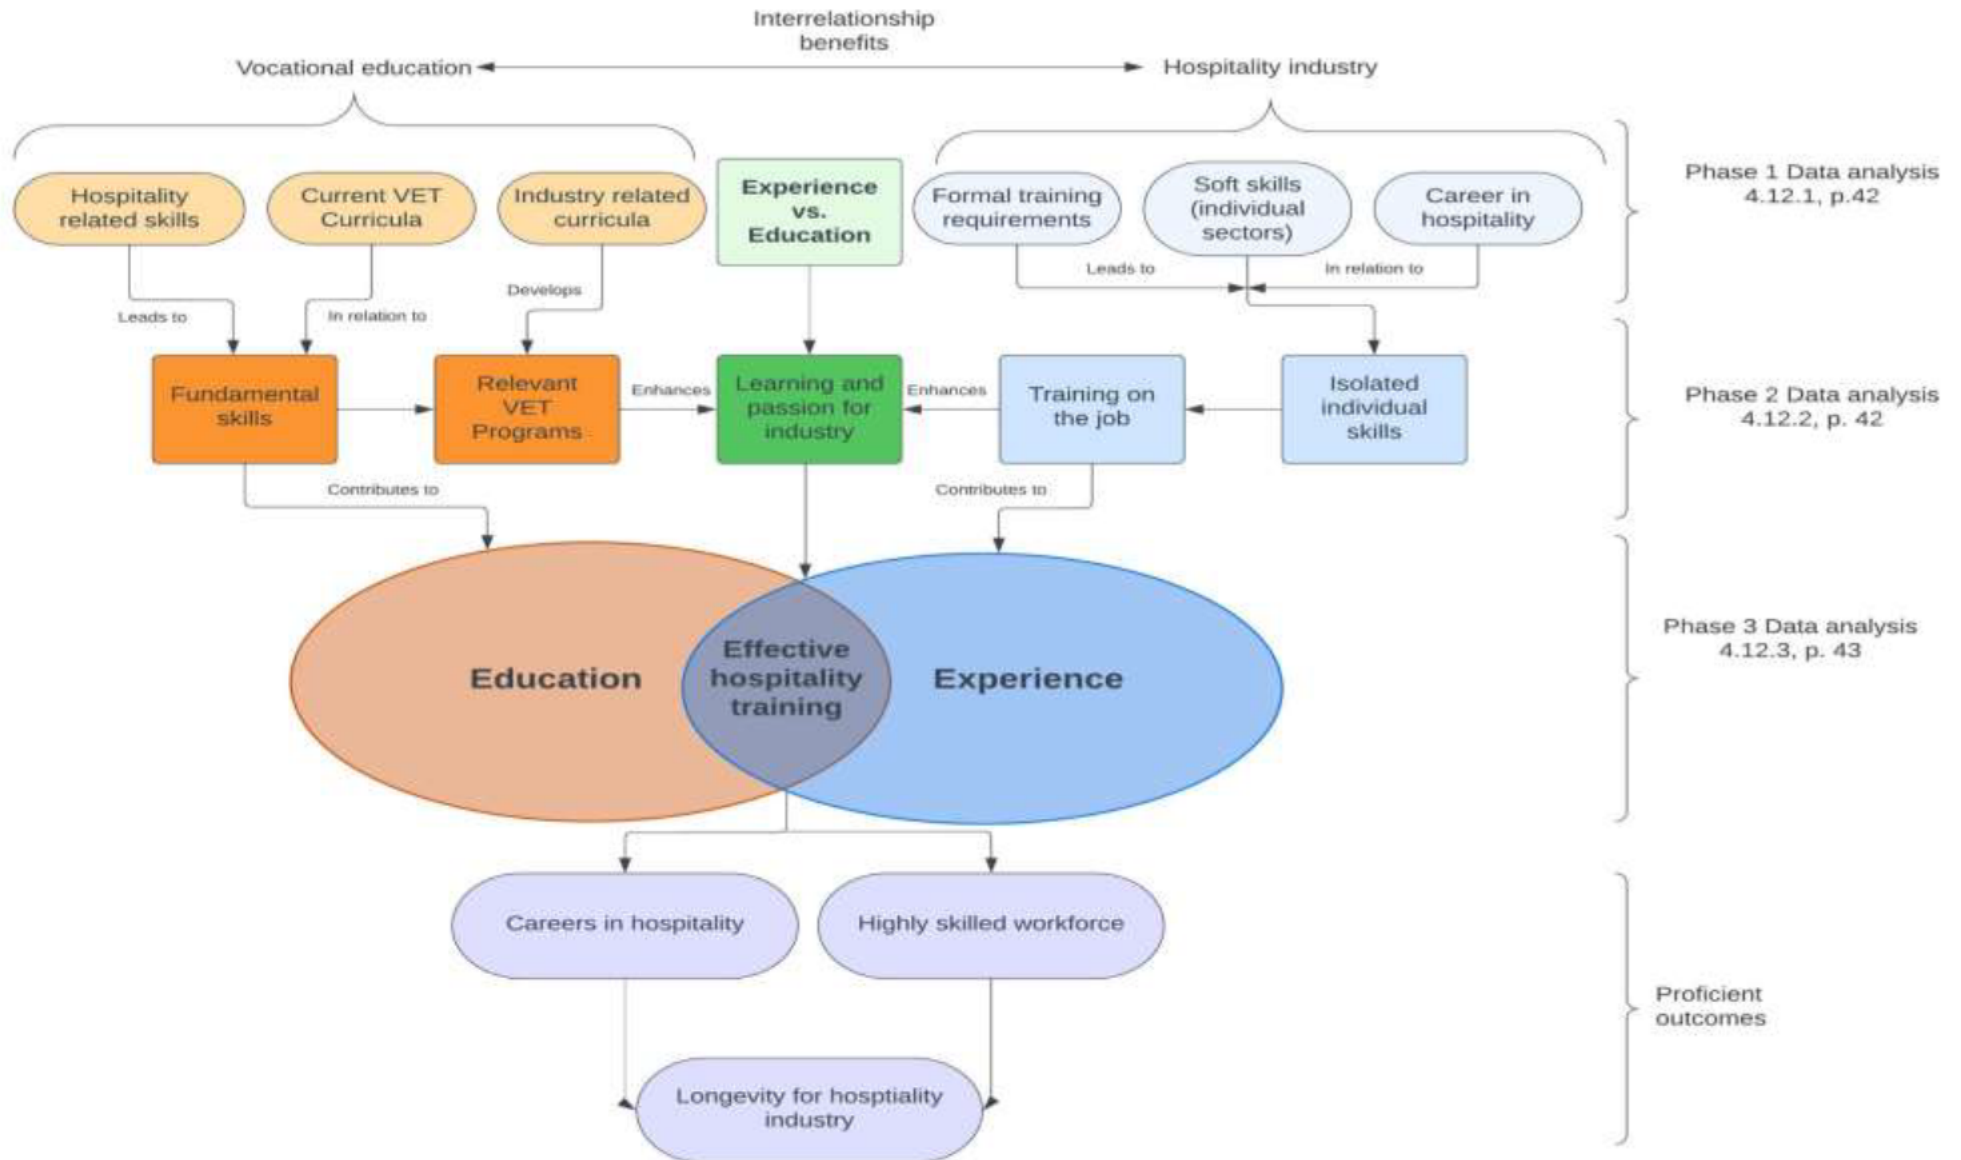 Interrelationship
benefits
Vocational education
Hospitality industry
Hospitality
related skills
Current VET
Curricula
Industry related
curricula
Experience
vs.
Education
Formal training
requirements
Soft skills
(individual
sectors)
Career in
hospitality
Phase 1 Data analysis
4.12.1, p.42
Leads to
In relation to
Develops
Leads to
In relation to
Fundamental
skills
Relevant
VET
Programs
Enhances
Learning and
passion for
industry
Enhances
Training on
the job
Isolated
individual
skills
Phase 2 Data analysis
4.12.2, p. 42
Contributes to
Contributes to
Education
Effective
hospitality
training
Experience
Phase 3 Data analysis
4.12.3, p. 43
Careers in hospitality
Highly skilled workforce
Proficient
outcomes
Longevity for hosptiality
industry